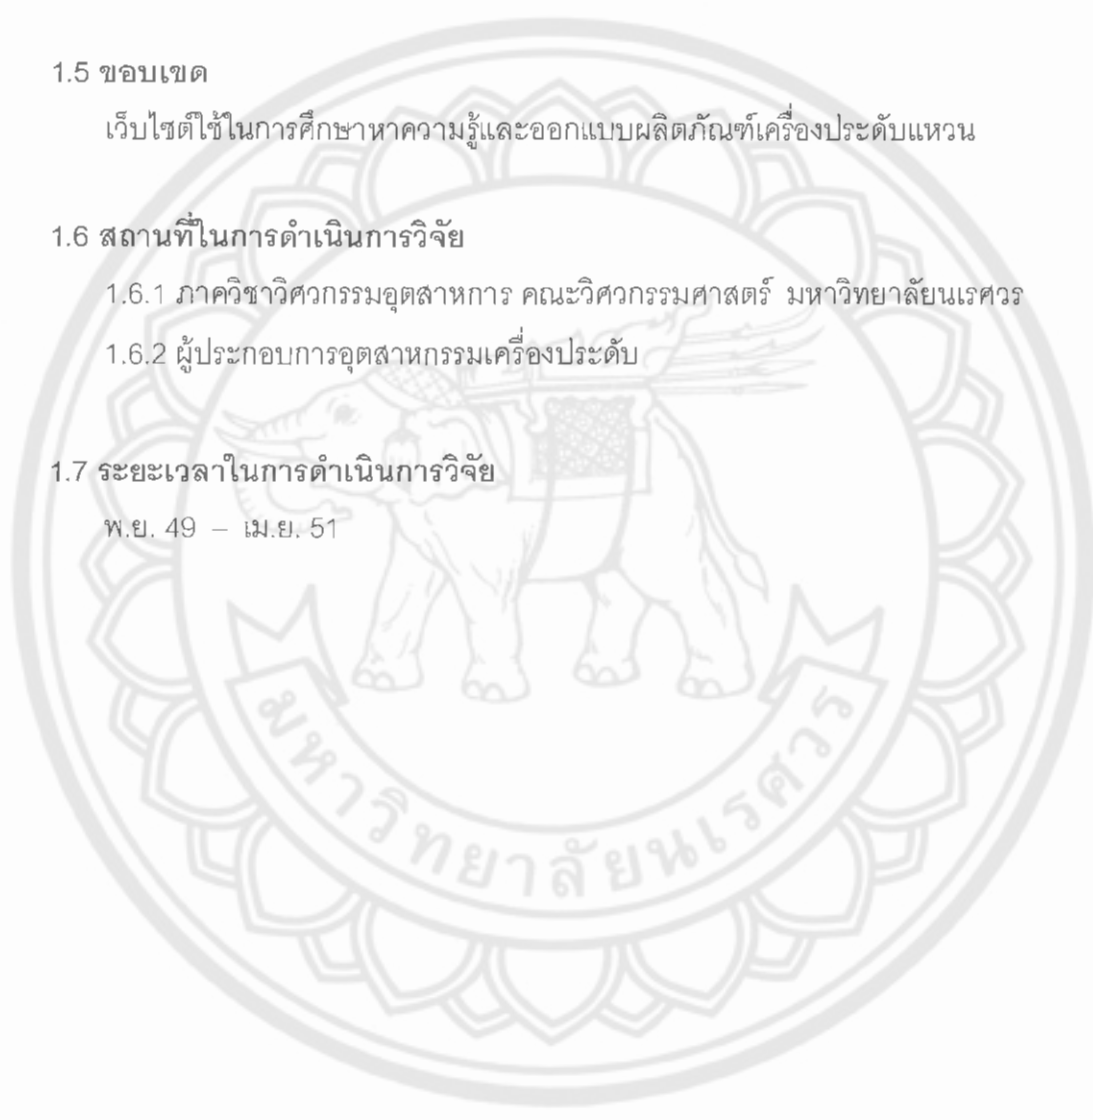 1.5 ขอบเขต
เว็บไซต์ใช้ในการศึกษาหาความรู้และออกแบบผลิตภัณฑ์เครื่องประดับแหวน
1.6 สถานที่ในการดำเนินการวิจัย
1.6.1 ภาควิชาวิศวกรรมอุตสาหการ คณะวิศวกรรมศาสตร์ มหาวิทยาลัยนเรศวร
1.6.2 ผู้ประกอบการอุตสาหกรรมเครื่องประดับ
1.7 ระยะเวลาในการดำเนินการวิจัย
พ.ย. 49 – เม.ย. 51
มหาวิทยาลัยนเรศวร